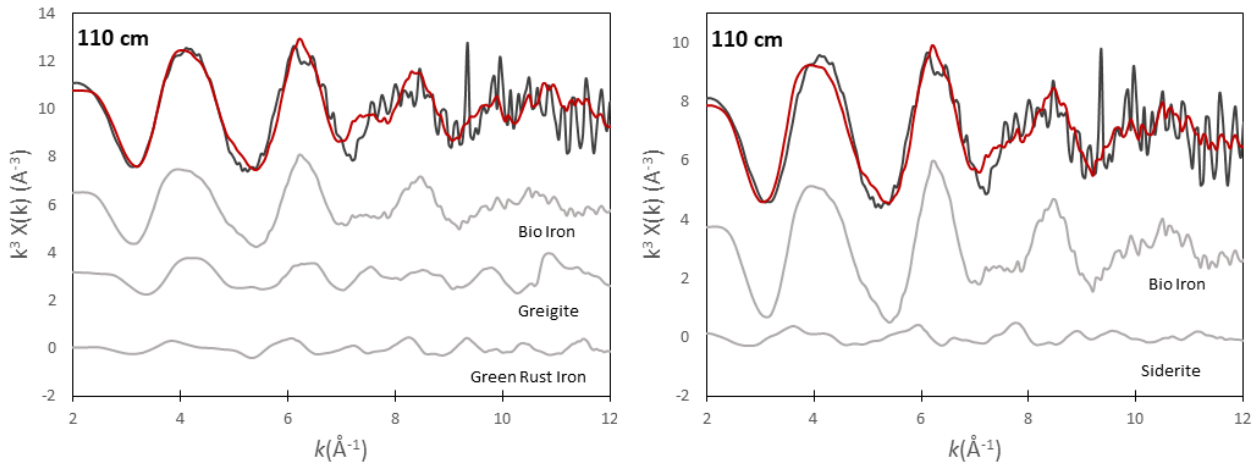 110 cm
14
12
10
8
6
4
2
0
-2
k³ X(k) (A⁻³)
Bio Iron
Greigite
Green Rust Iron
2 4 6 8 10 12
k(Å⁻¹)
110 cm
10
8
6
4
2
0
-2
k³ X(k) (A⁻³)
Bio Iron
Siderite
2 4 6 8 10 12
k(Å⁻¹)